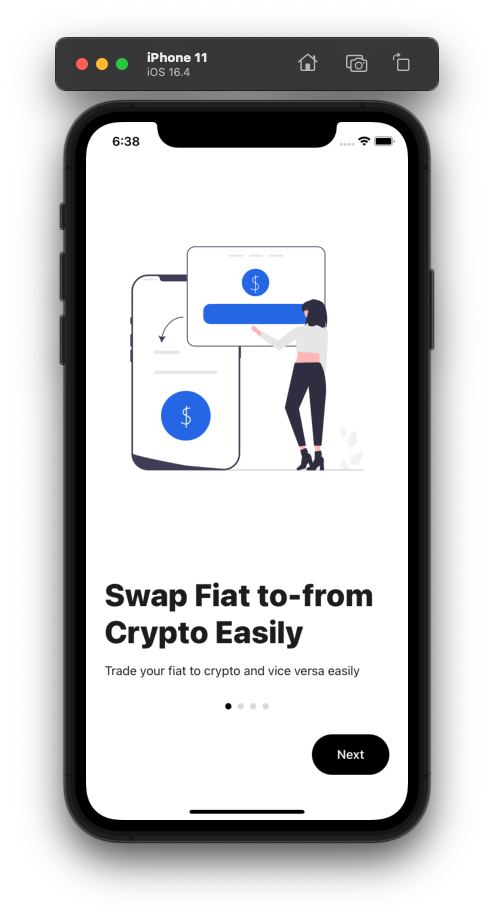 iPhone 11
iOS 16.4
6:38
$
$
Swap Fiat to-from
Crypto Easily
Trade your fiat to crypto and vice versa easily
Next